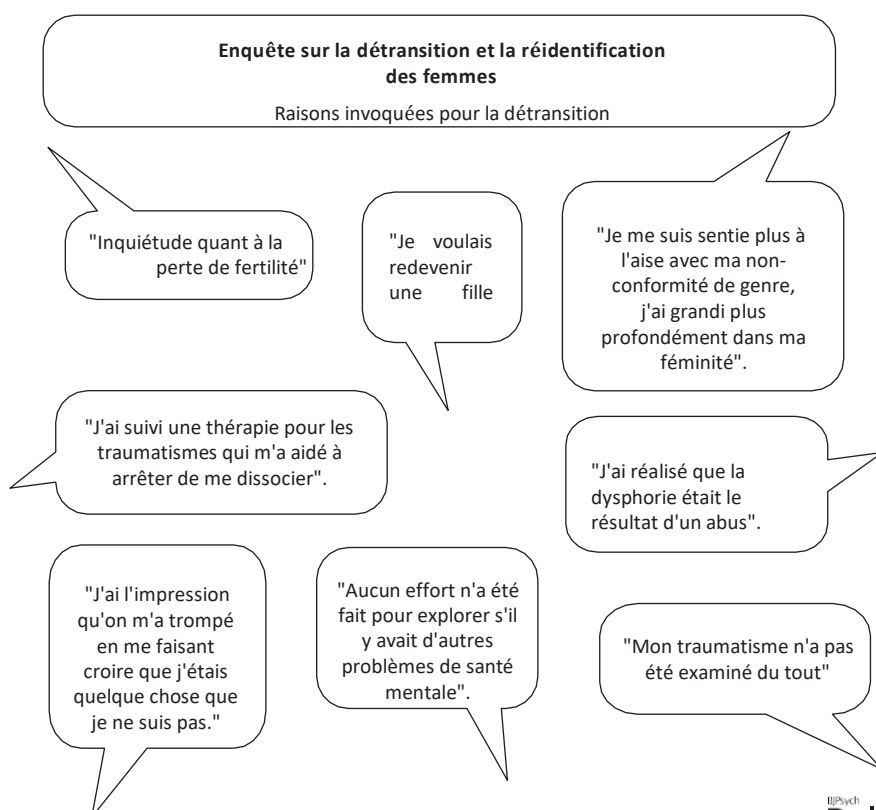 Enquête sur la détransition et la réidentification
des femmes
Raisons invoquées pour la détransition
"Inquiétude quant à la
perte de fertilité"
"Je voulais
redevenir
une fille
"Je me suis sentie plus à
l'aise avec ma non-
conformité de genre,
j'ai grandi plus
profondément dans ma
féminité".
"J'ai suivi une thérapie pour les
traumatismes qui m'a aidé à
arrêter de me dissocier".
"J'ai réalisé que la
dysphorie était le
résultat d'un abus".
"J'ai l'impression
qu'on m'a trompé
en me faisant
croire que j'étais
quelque chose que
je ne suis pas."
"Aucun effort n'a été
fait pour explorer s'il
y avait d'autres
problèmes de santé
mentale".
"Mon traumatisme n'a pas
été examiné du tout"
BJPsych